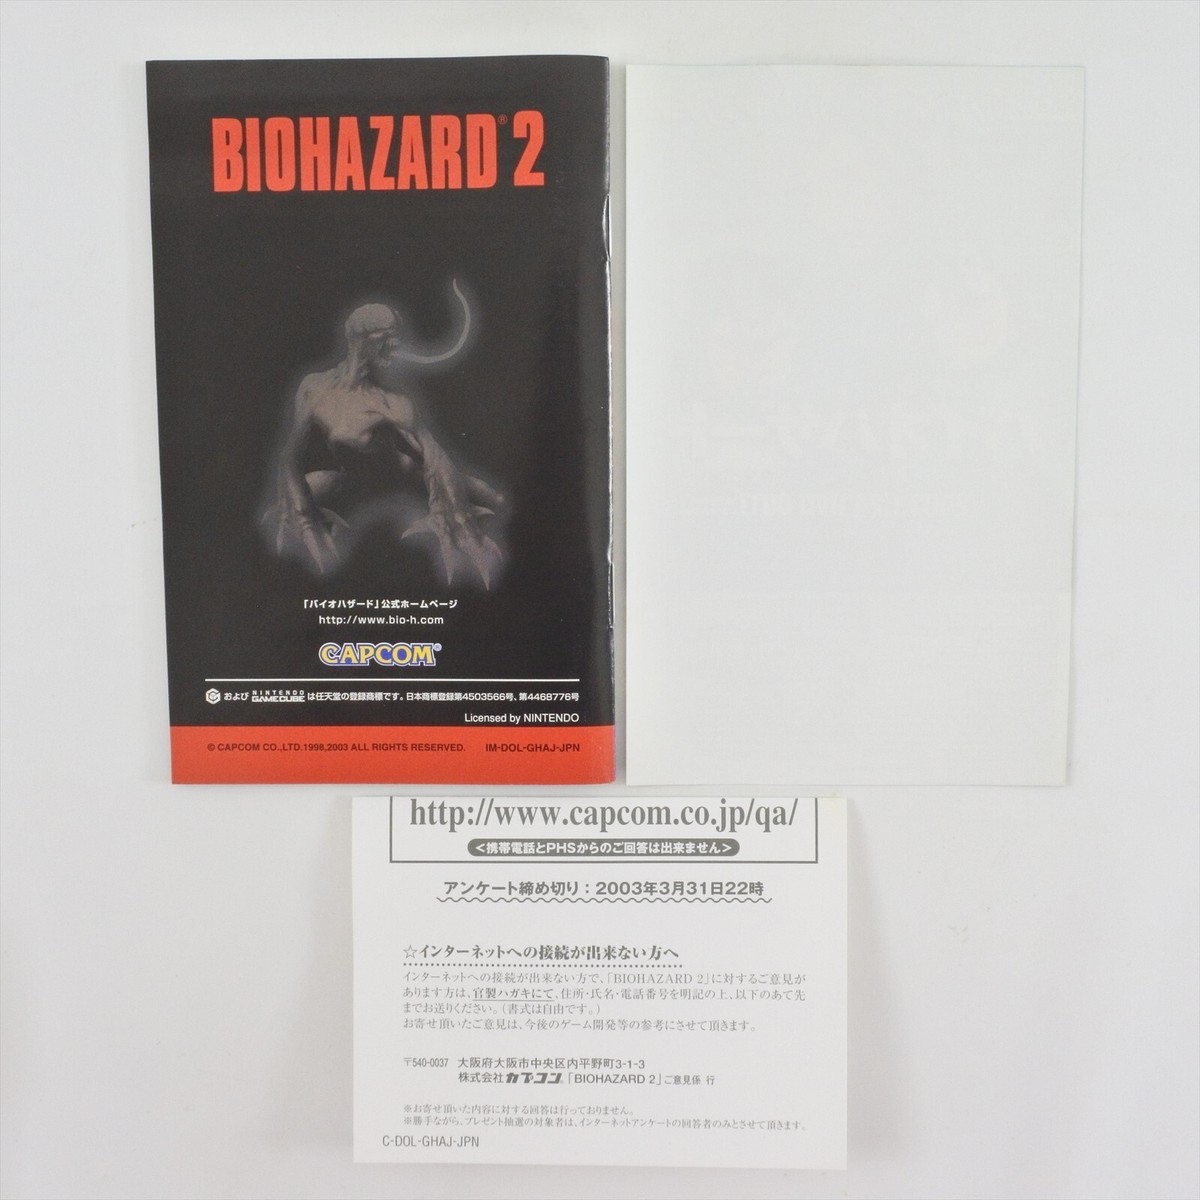 BIOHAZARD® 2
「バイオハザード」公式ホームページ
http://www.bio-h.com
CAPCOM®
および NINTENDO GAMECUBE は任天堂の登録商標です。日本商標登録第4503566号、第4468776号
Licensed by NINTENDO
© CAPCOM CO.,LTD.1998,2003 ALL RIGHTS RESERVED. IM-DOL-GHAJ-JPN
http://www.capcom.co.jp/qa/
<携帯電話とPHSからのご回答は出来ません>
アンケート締め切り：2003年3月31日22時
☆インターネットへの接続が出来ない方へ
インターネットへの接続が出来ない方で、「BIOHAZARD 2」に対するご意見が
あります方は、官製ハガキにて、住所・氏名・電話番号を明記の上、以下のあて先
までお送りください。（書式は自由です。）
お寄せ頂いたご意見は、今後のゲーム開発等の参考にさせて頂きます。
〒540-0037 大阪府大阪市中央区内平野町3-1-3
株式会社カプコン。「BIOHAZARD 2」ご意見係 行
※お寄せ頂いた内容に対する回答は行っておりません。
※勝手ながら、プレゼント抽選の対象者は、インターネットアンケートの回答者のみとさせて頂きます。
C-DOL-GHAJ-JPN